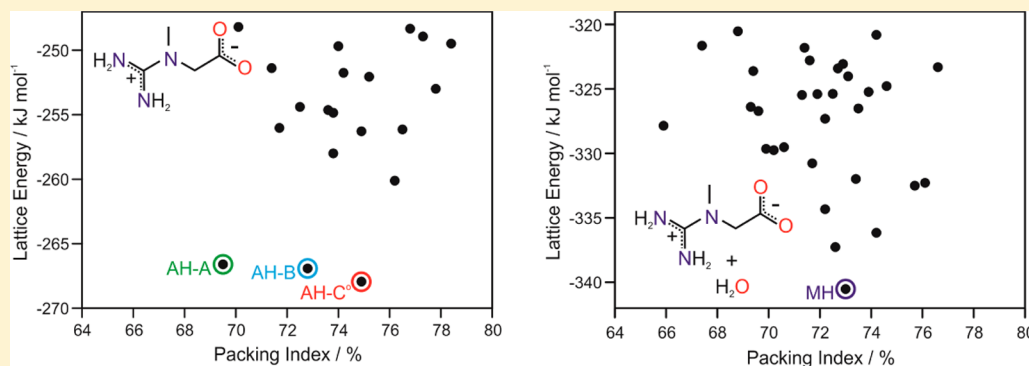 Lattice Energy / kJ mol⁻¹
-250
-255
-260
-265
-270
64 66 68 70 72 74 76 78 80
Packing Index / %
H₂N
+
NH₂
N
O
-
O
AH-A
AH-B
AH-C°
Lattice Energy / kJ mol⁻¹
-320
-325
-330
-335
-340
64 66 68 70 72 74 76 78 80
Packing Index / %
H₂N
+
NH₂
N
O
-
O
+
H₂O
MH